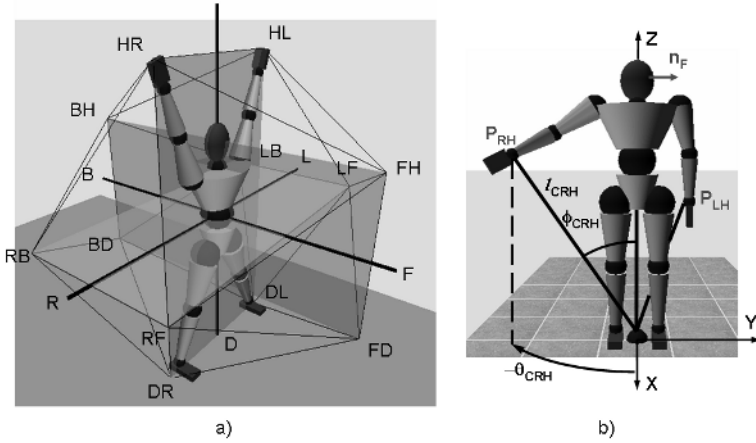 HR
HL
BH
LB
L
LF
FH
B
RB
BD
R
F
DL
RF
D
FD
DR
a)
Z
n_F
P_RH
l_CRH
P_LH
ϕ_CRH
Y
−θ_CRH
X
b)